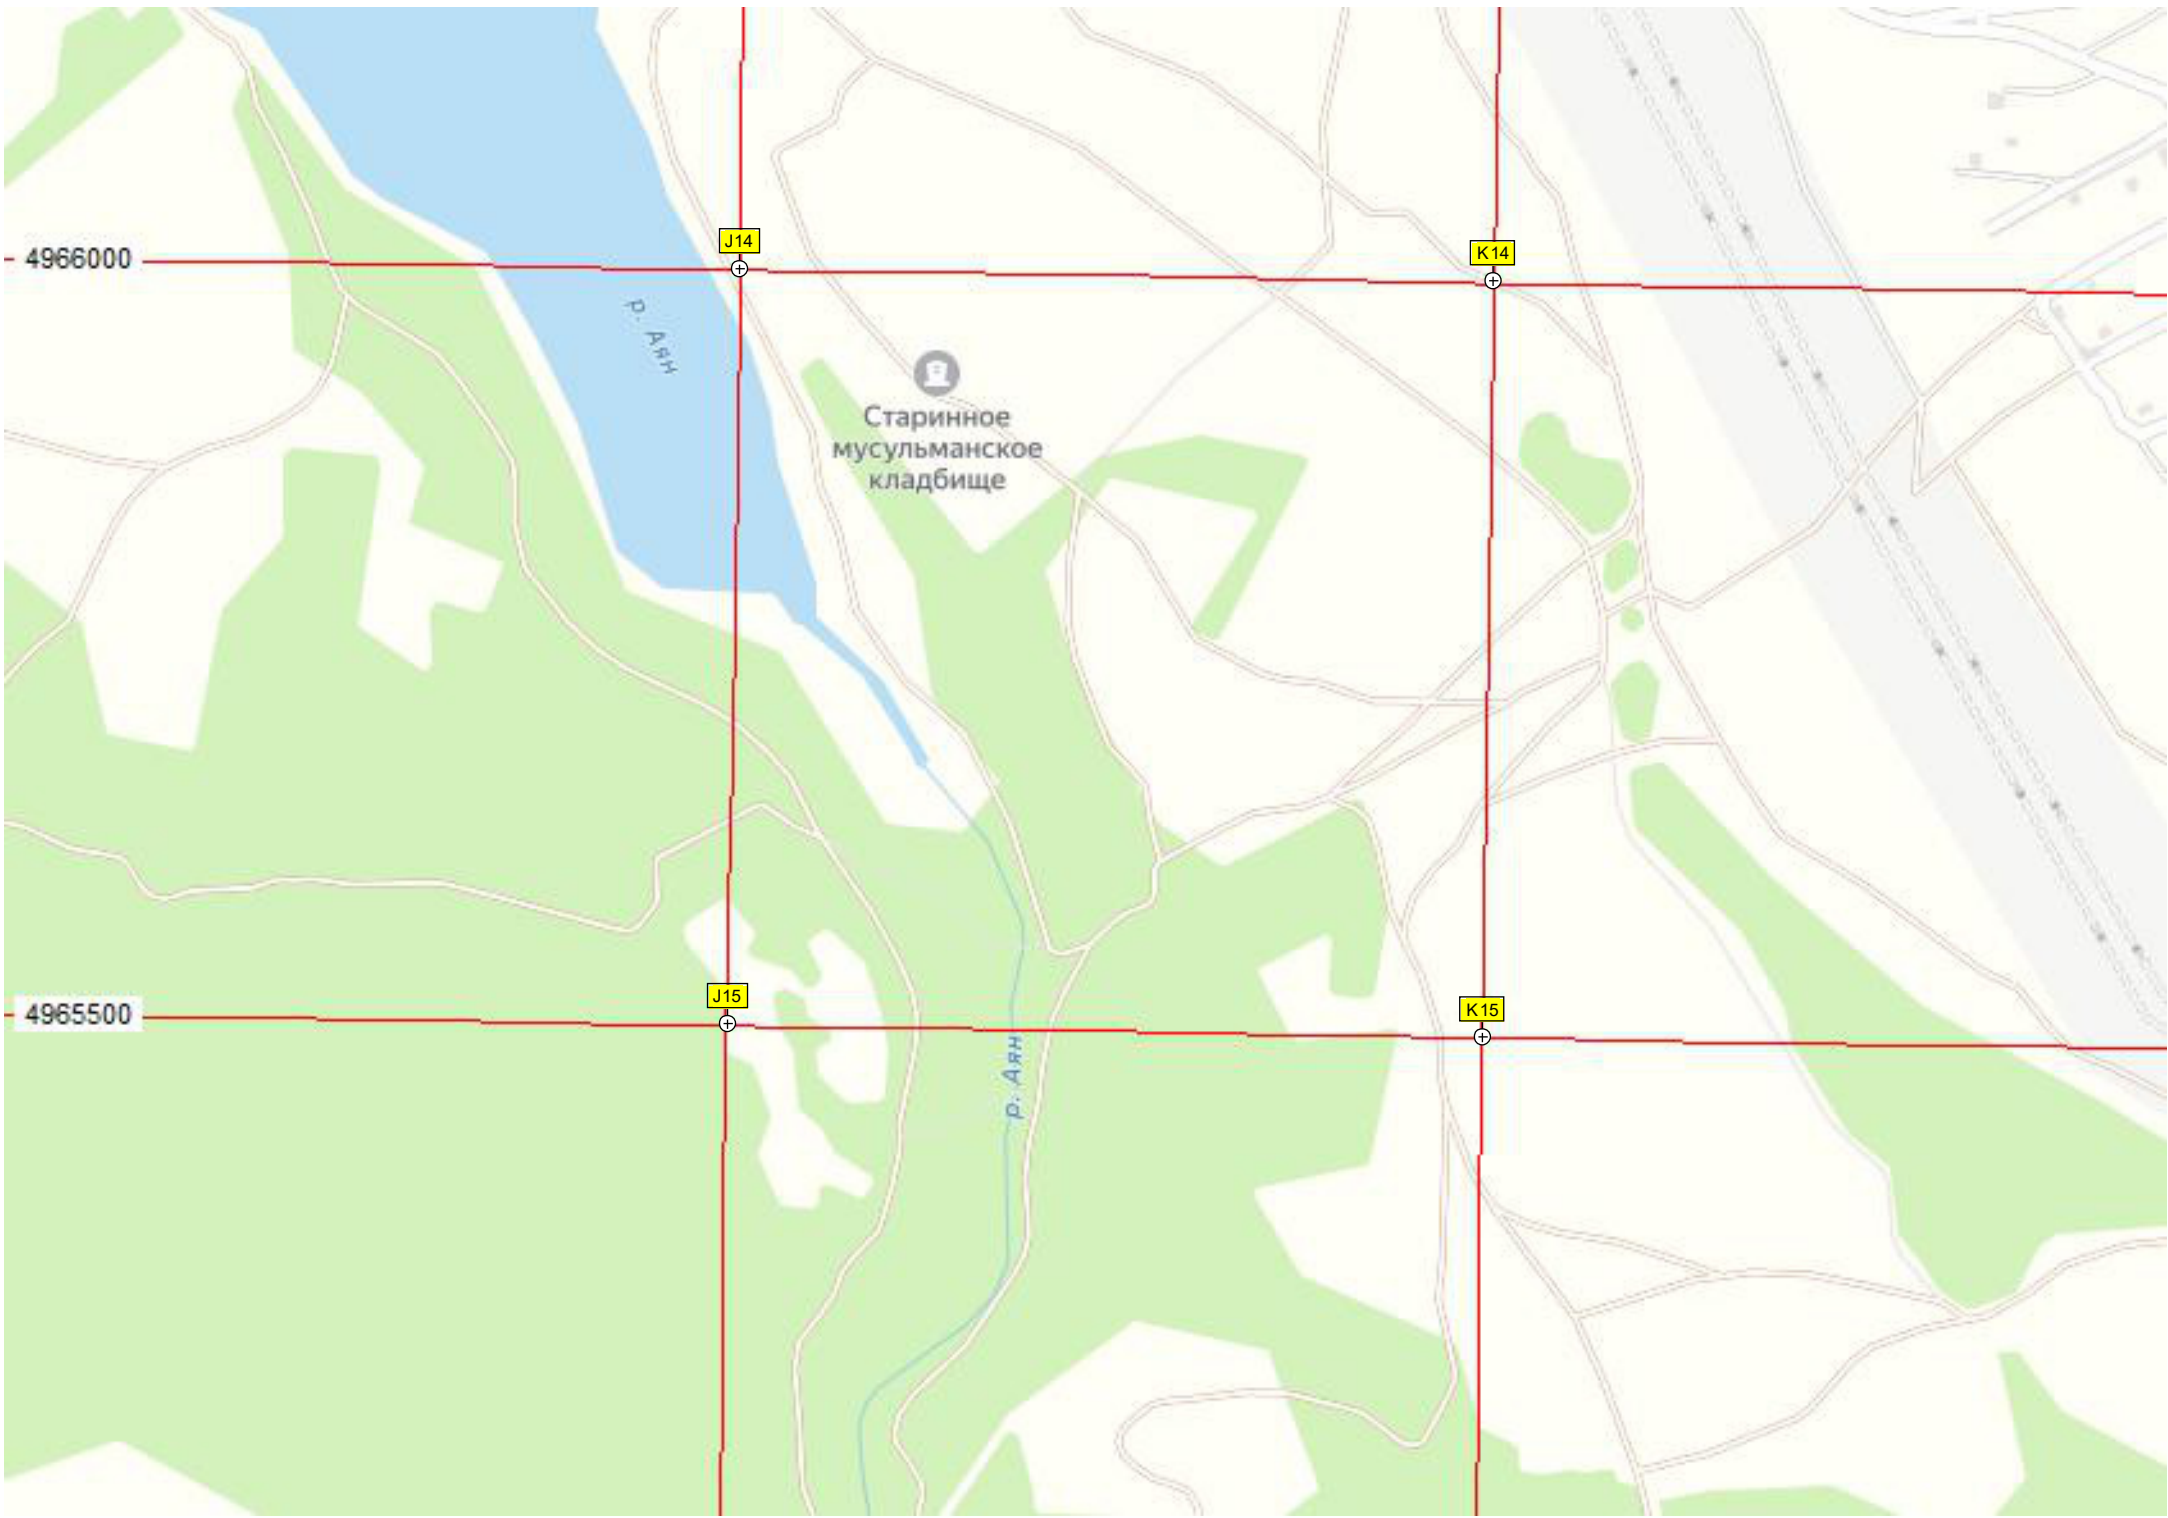 J14
K14
4966000
р. Аян
Старинное
мусульманское
кладбище
J15
K15
4965500
р. Аян